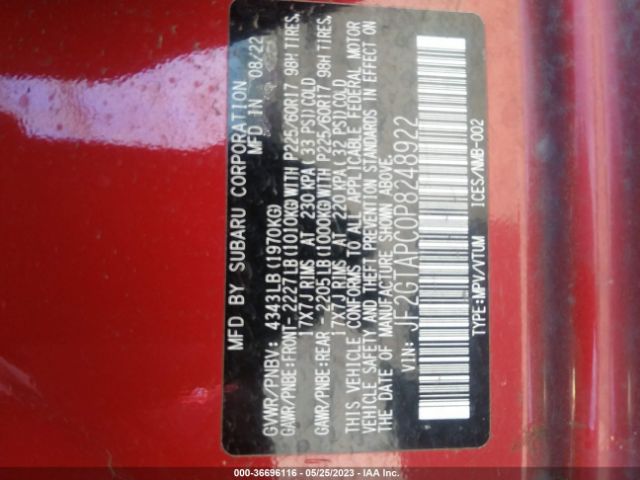 MFD BY SUBARU CORPORATION MFD IN 08/22
GVWR/PNBV: 4343LB (1970KG)
GAWR/PNBE:FRONT- 2227LB (1010KG) WITH P225/60R17 98H TIRES,
17X7J RIMS AT 230 KPA (33 PSI) COLD
GAWR/PNBE:REAR - 2205LB (1000KG) WITH P225/60R17 98H TIRES,
17X7J RIMS AT 220 KPA (32 PSI) COLD
THIS VEHICLE CONFORMS TO ALL APPLICABLE FEDERAL MOTOR
VEHICLE SAFETY AND THEFT PREVENTION STANDARDS IN EFFECT ON
THE DATE OF MANUFACTURE SHOWN ABOVE.
VIN: JF2GTAPC0P8248922
TYPE:MPV/VTUM ICES/NMB-002
000-36696116 - 05/25/2023 - IAA Inc.